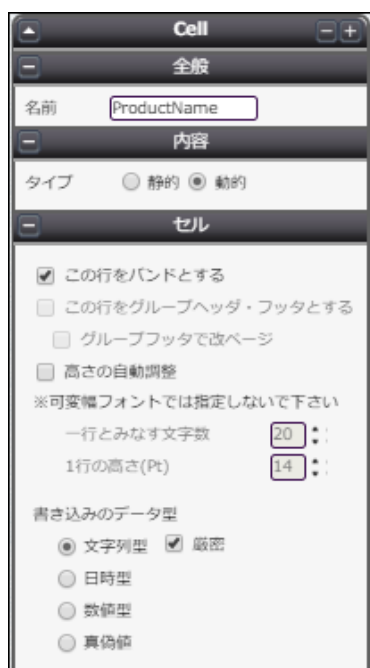 Cell
全般
名前 ProductName
内容
タイプ 静的 動的
セル
この行をバンドとする
この行をグループヘッダ・フッタとする
グループフッタで改ページ
高さの自動調整
※可変幅フォントでは指定しないで下さい
一行とみなす文字数 20
1行の高さ(Pt) 14
書き込みのデータ型
文字列型 厳密
日時型
数値型
真偽値